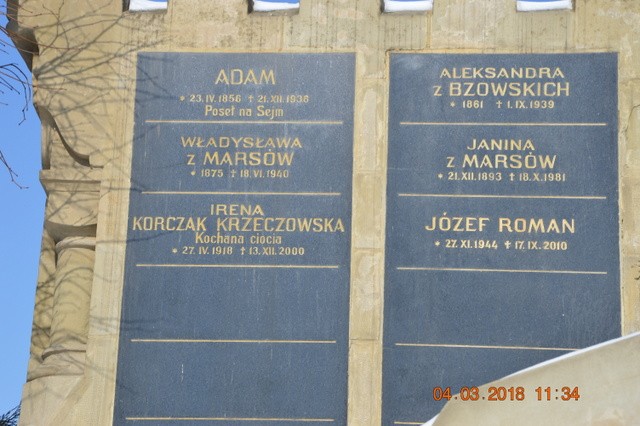 ADAM
* 23.IV.1856 † 21.XII.1936
Poseł na Sejm
WŁADYSŁAWA
z MARSÓW
* 1875 † 18.VI.1940
IRENA
KORCZAK KRZECZOWSKA
Kochana ciocia
* 27.IV.1918 † 13.XII.2000
ALEKSANDRA
z BZOWSKICH
* 1861 † 1.IX.1939
JANINA
z MARSÓW
* 21.XII.1893 † 18.X.1981
JÓZEF ROMAN
* 27.XI.1944 † 17.IX.2010
04.03.2018 11:34